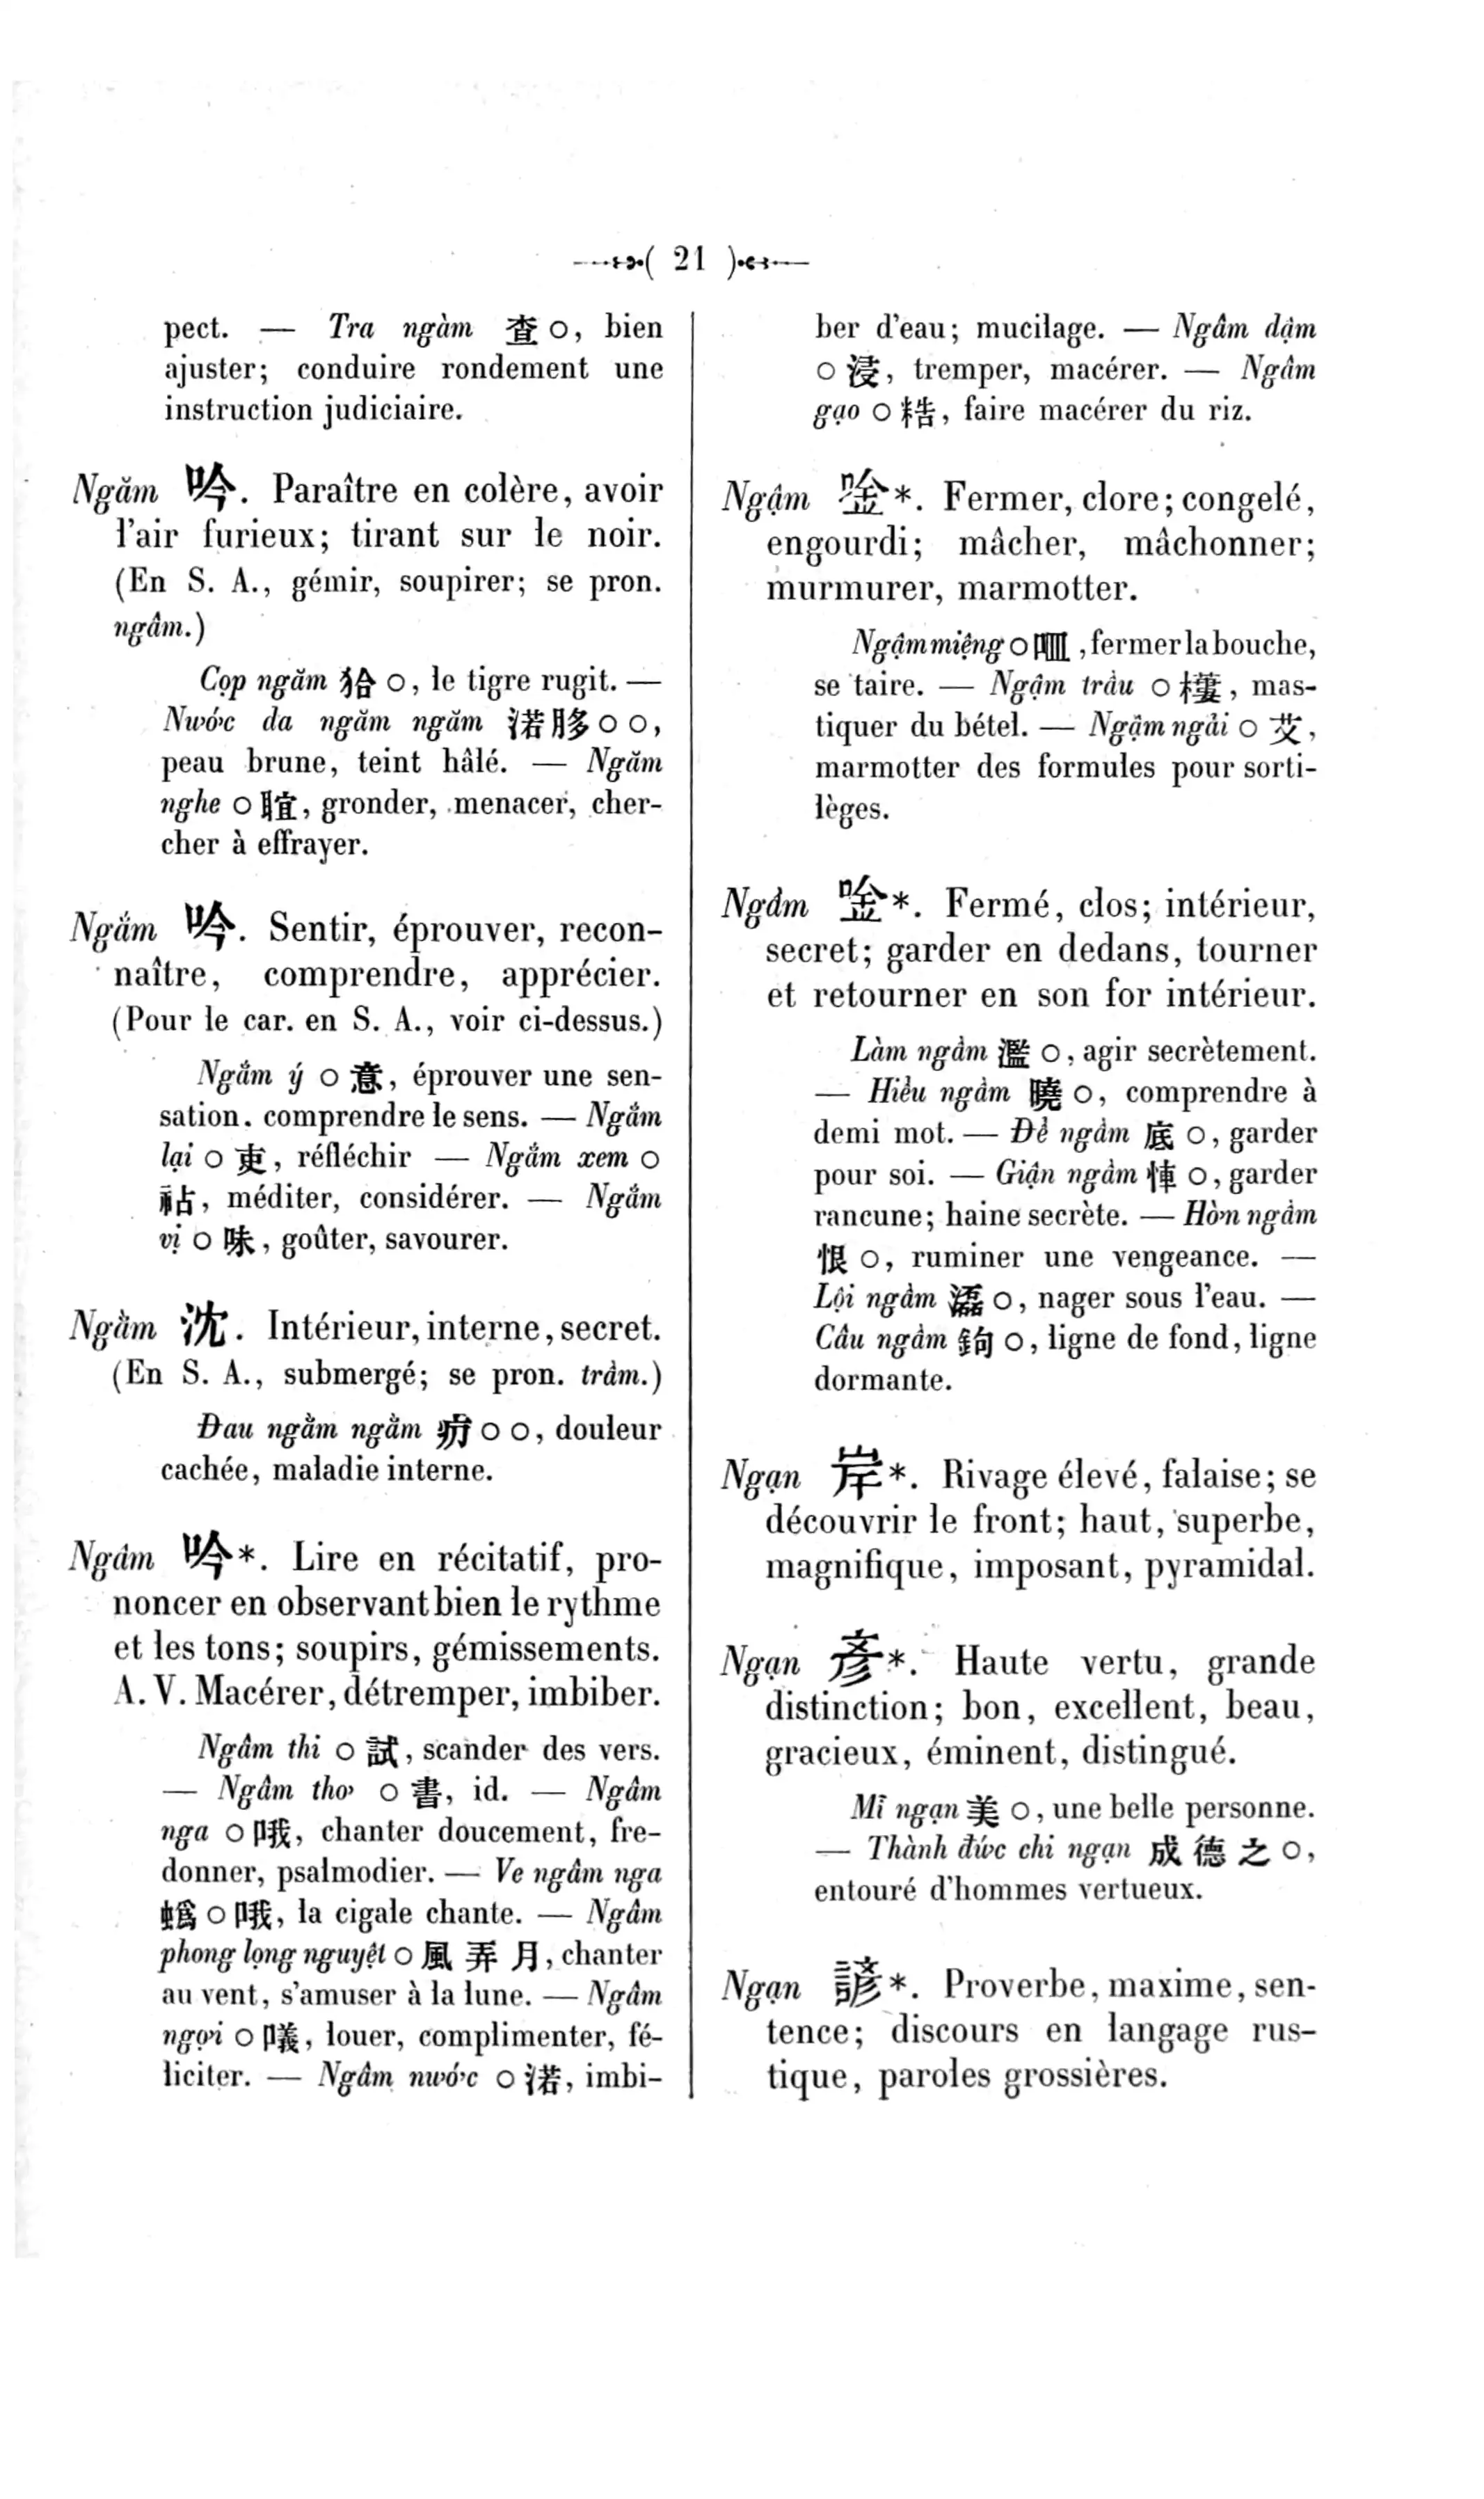 ( 21 )
pect. — Tra ngàm 查 ○, bien
ajuster; conduire rondement une
instruction judiciaire.
Ngăm 吟. Paraître en colère, avoir
l'air furieux; tirant sur le noir.
(En S. A., gémir, soupirer; se pron.
ngâm.)
Cọp ngăm ○, le tigre rugit. —
Nước da ngăm ngăm 渃 ○ ○,
peau brune, teint hâlé. — Ngăm
nghe ○, gronder, menacer, cher-
cher à effrayer.
Ngắm 吟. Sentir, éprouver, recon-
naître, comprendre, apprécier.
(Pour le car. en S. A., voir ci-dessus.)
Ngắm ý ○ 意, éprouver une sen-
sation. comprendre le sens. — Ngắm
lại ○ 吏, réfléchir — Ngắm xem ○
祜, méditer, considérer. — Ngắm
vị ○ 味, goûter, savourer.
Ngằm 沈. Intérieur, interne, secret.
(En S. A., submergé; se pron. trầm.)
Đau ngằm ngằm ○ ○, douleur
cachée, maladie interne.
Ngâm 吟*. Lire en récitatif, pro-
noncer en observant bien le rythme
et les tons; soupirs, gémissements.
A. V. Macérer, détremper, imbiber.
Ngâm thi ○ 試, scander des vers.
— Ngâm thơ ○ 書, id. — Ngâm
nga ○ 哦, chanter doucement, fre-
donner, psalmodier. — Ve ngâm nga
蟡 ○ 哦, la cigale chante. — Ngâm
phong lọng nguyệt ○ 風 弄 月, chanter
au vent, s'amuser à la lune. — Ngâm
ngợi ○ 㗨, louer, complimenter, fé-
liciter. — Ngâm nước ○ 渃, imbi-
ber d'eau; mucilage. — Ngâm dậm
○ 浸, tremper, macérer. — Ngâm
gạo ○ 𥽌, faire macérer du riz.
Ngậm 唫*. Fermer, clore; congelé,
engourdi; mâcher, mâchonner;
murmurer, marmotter.
Ngậm miệng ○ 𠰘, fermer la bouche,
se taire. — Ngậm trầu ○, mas-
tiquer du bétel. — Ngậm ngải ○ 艾,
marmotter des formules pour sorti-
lèges.
Ngầm 唫*. Fermé, clos; intérieur,
secret; garder en dedans, tourner
et retourner en son for intérieur.
Làm ngầm 濫 ○, agir secrètement.
— Hiểu ngầm 曉 ○, comprendre à
demi mot. — Để ngầm 底 ○, garder
pour soi. — Giận ngầm ○, garder
rancune; haine secrète. — Hờn ngầm
恨 ○, ruminer une vengeance. —
Lội ngầm ○, nager sous l'eau. —
Câu ngầm 鉤 ○, ligne de fond, ligne
dormante.
Ngạn 岸*. Rivage élevé, falaise; se
découvrir le front; haut, superbe,
magnifique, imposant, pyramidal.
Ngạn 彥*. Haute vertu, grande
distinction; bon, excellent, beau,
gracieux, éminent, distingué.
Mĩ ngạn 美 ○, une belle personne.
— Thành đức chi ngạn 成 德 之 ○,
entouré d'hommes vertueux.
Ngạn 諺*. Proverbe, maxime, sen-
tence; discours en langage rus-
tique, paroles grossières.